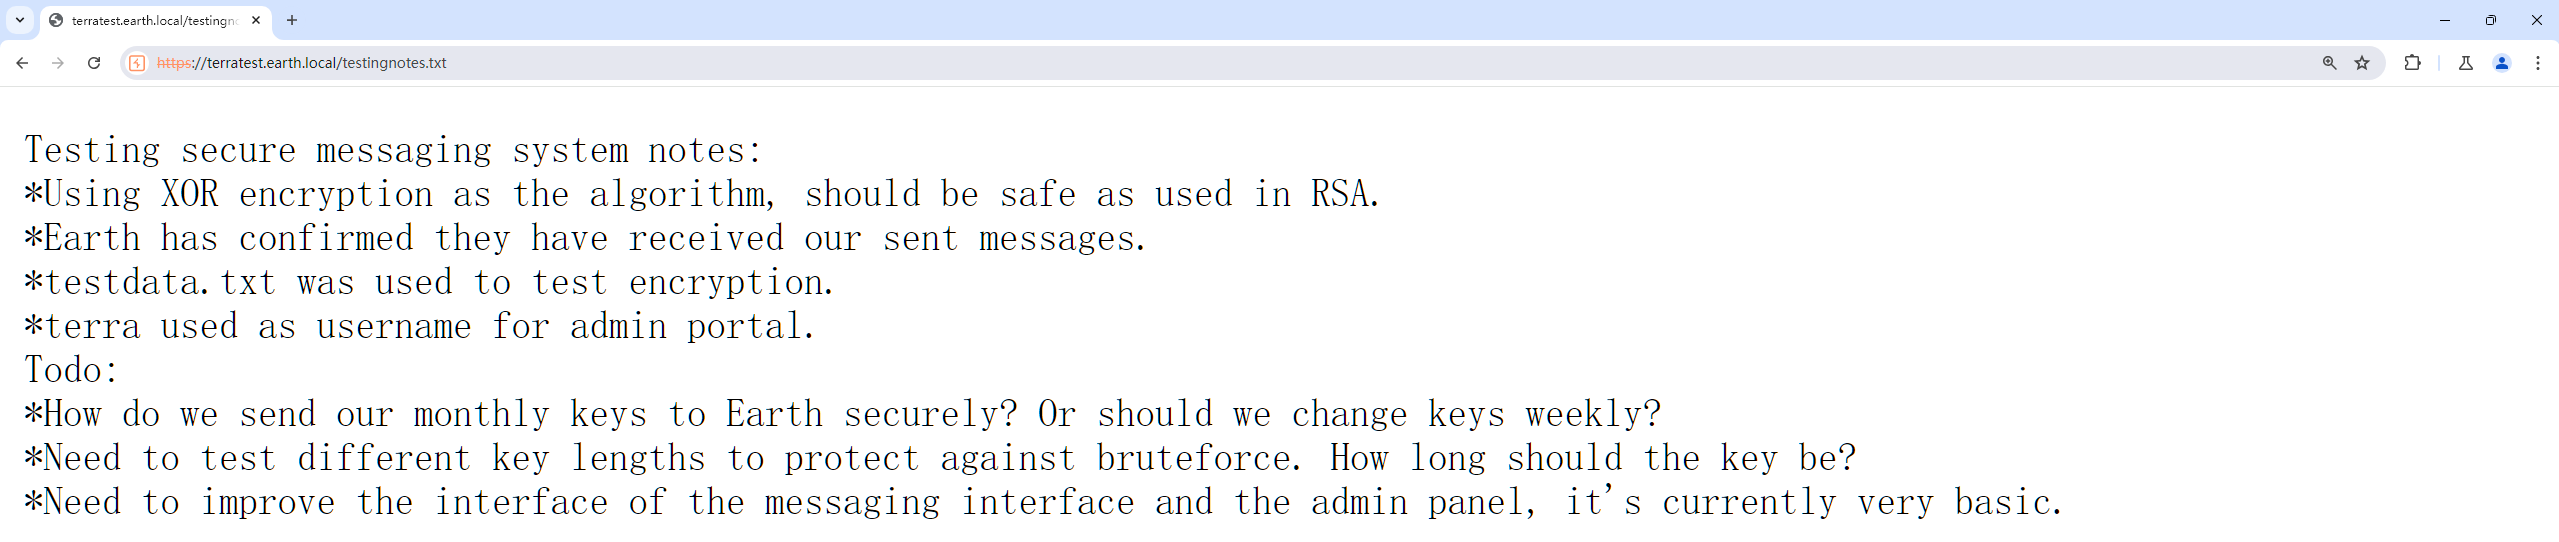 terratest.earth.local/testingn
https://terratest.earth.local/testingnotes.txt
Testing secure messaging system notes:
*Using XOR encryption as the algorithm, should be safe as used in RSA.
*Earth has confirmed they have received our sent messages.
*testdata.txt was used to test encryption.
*terra used as username for admin portal.
Todo:
*How do we send our monthly keys to Earth securely? Or should we change keys weekly?
*Need to test different key lengths to protect against bruteforce. How long should the key be?
*Need to improve the interface of the messaging interface and the admin panel, it's currently very basic.